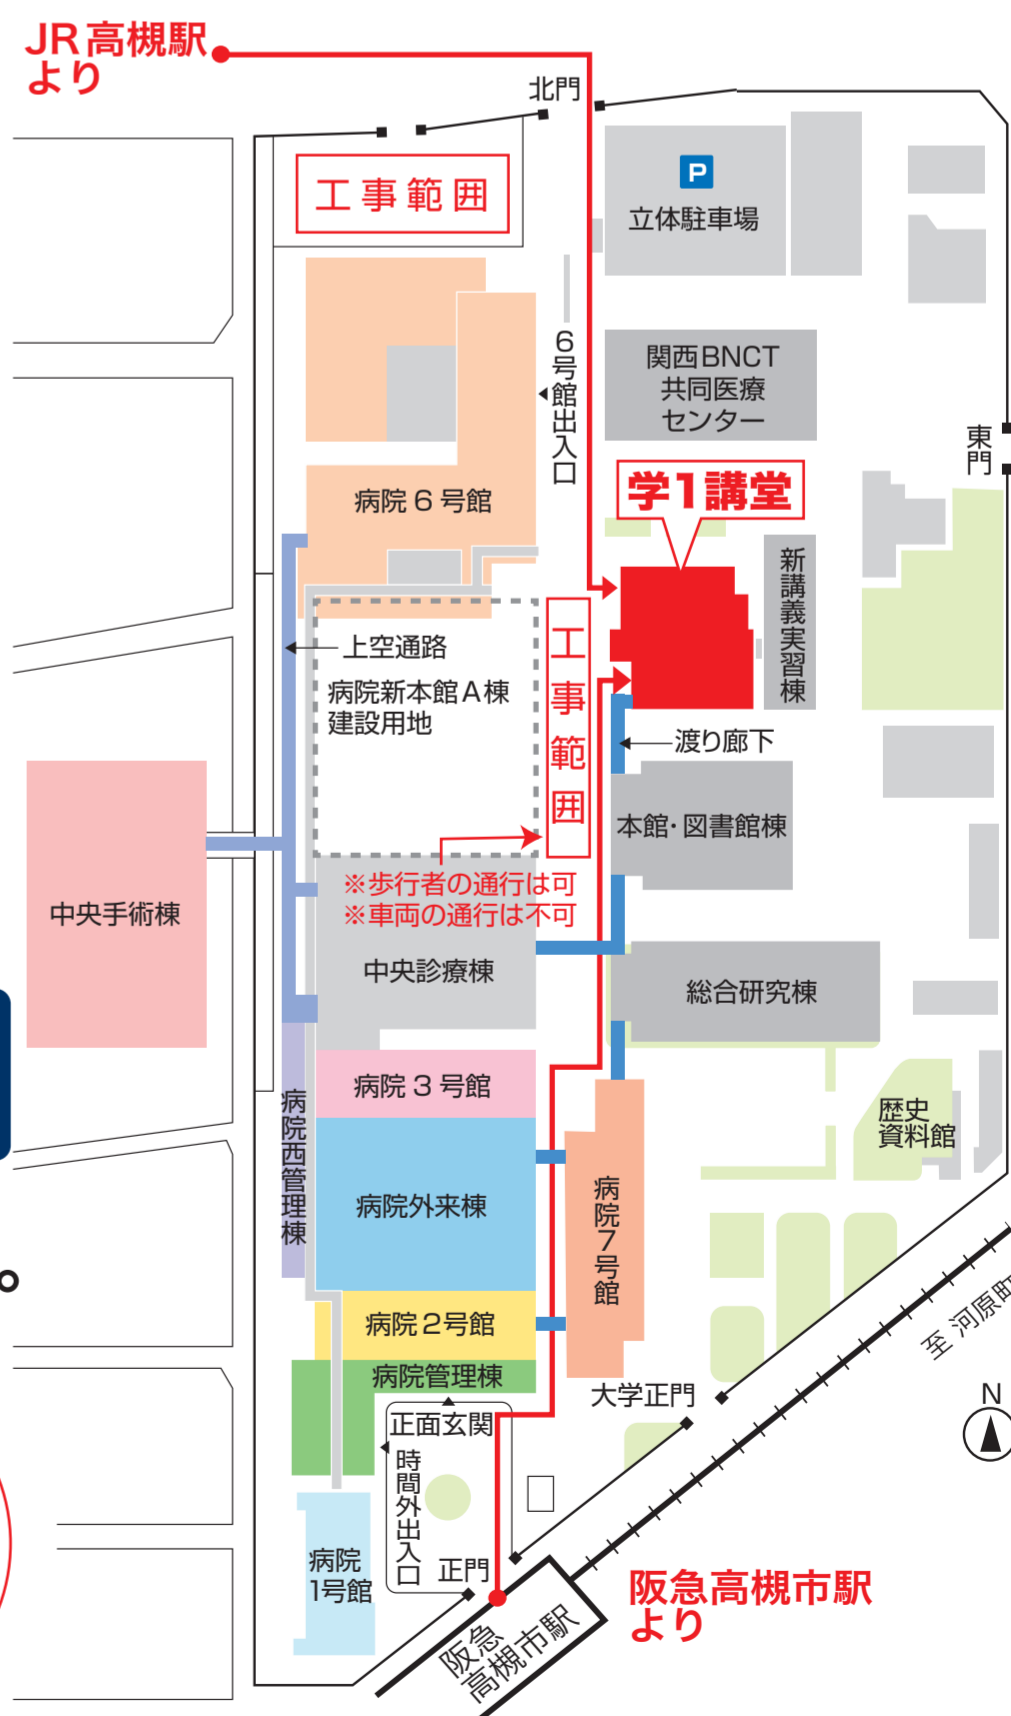 JR高槻駅
より
北門
工事範囲
P
立体駐車場
6号館出入口
関西BNCT
共同医療
センター
東門
学1講堂
病院6号館
新講義実習棟
上空通路
病院新本館A棟
建設用地
工事範囲
渡り廊下
本館・図書館棟
※歩行者の通行は可
※車両の通行は不可
中央手術棟
中央診療棟
総合研究棟
病院3号館
病院西管理棟
歴史
資料館
病院外来棟
病院7号館
病院2号館
至 河原町
病院管理棟
大学正門
N
正面玄関
時間外出入口
病院
1号館
正門
阪急高槻市駅
より
阪急
高槻市駅